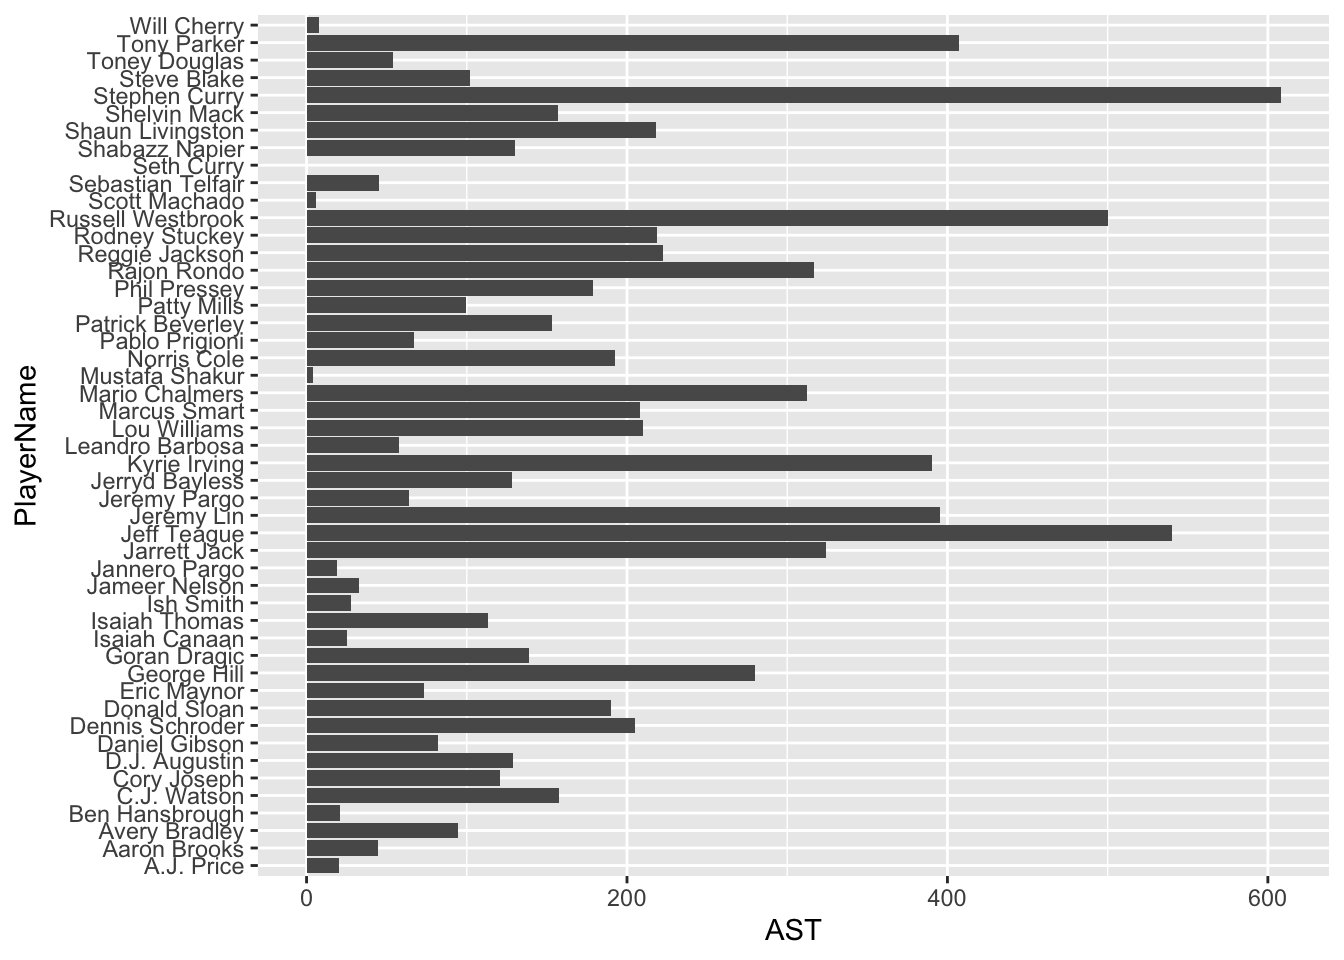 Will Cherry
Tony Parker
Toney Douglas
Steve Blake
Stephen Curry
Shelvin Mack
Shaun Livingston
Shabazz Napier
Seth Curry
Sebastian Telfair
Scott Machado
Russell Westbrook
Rodney Stuckey
Reggie Jackson
Rajon Rondo
Phil Pressey
Patty Mills
Patrick Beverley
Pablo Prigioni
Norris Cole
Mustafa Shakur
Mario Chalmers
Marcus Smart
Lou Williams
Leandro Barbosa
Kyrie Irving
Jerryd Bayless
Jeremy Pargo
Jeremy Lin
Jeff Teague
Jarrett Jack
Jannero Pargo
Jameer Nelson
Ish Smith
Isaiah Thomas
Isaiah Canaan
Goran Dragic
George Hill
Eric Maynor
Donald Sloan
Dennis Schroder
Daniel Gibson
D.J. Augustin
Cory Joseph
C.J. Watson
Ben Hansbrough
Avery Bradley
Aaron Brooks
A.J. Price
PlayerName
0 200 400 600
AST